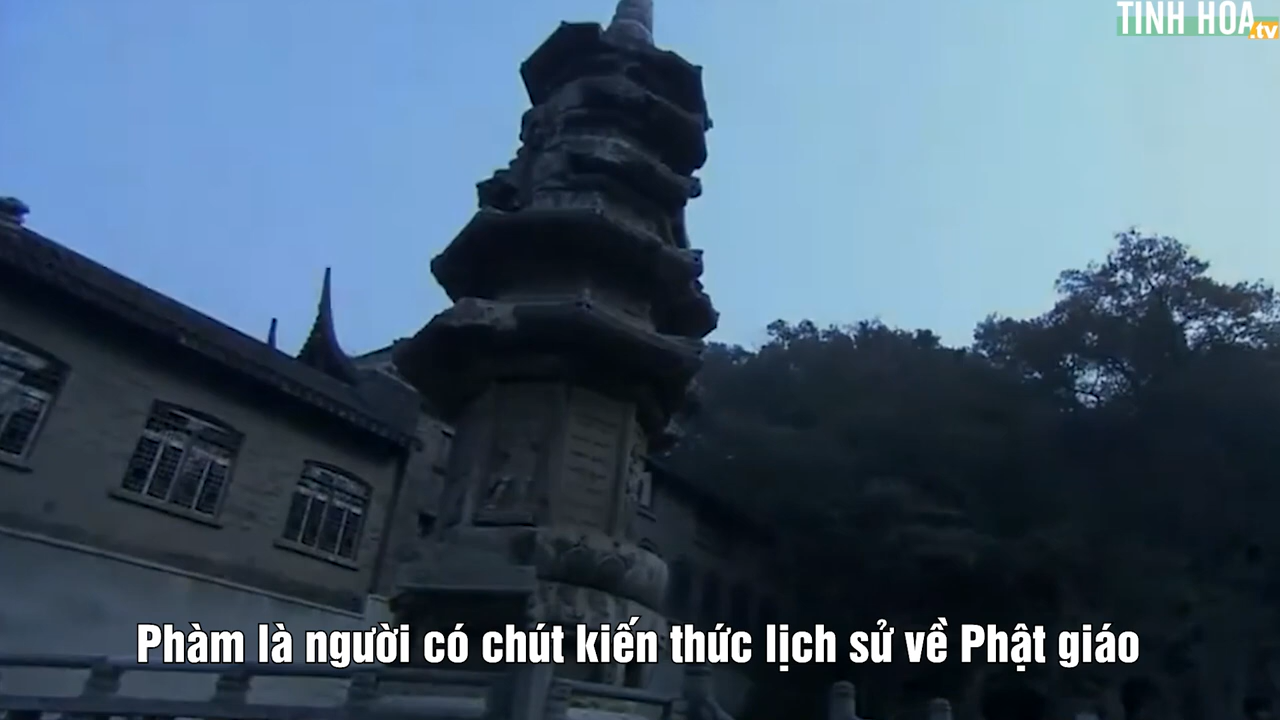 TINH HOA
.tv
Phàm là người có chút kiến thức lịch sử về Phật giáo